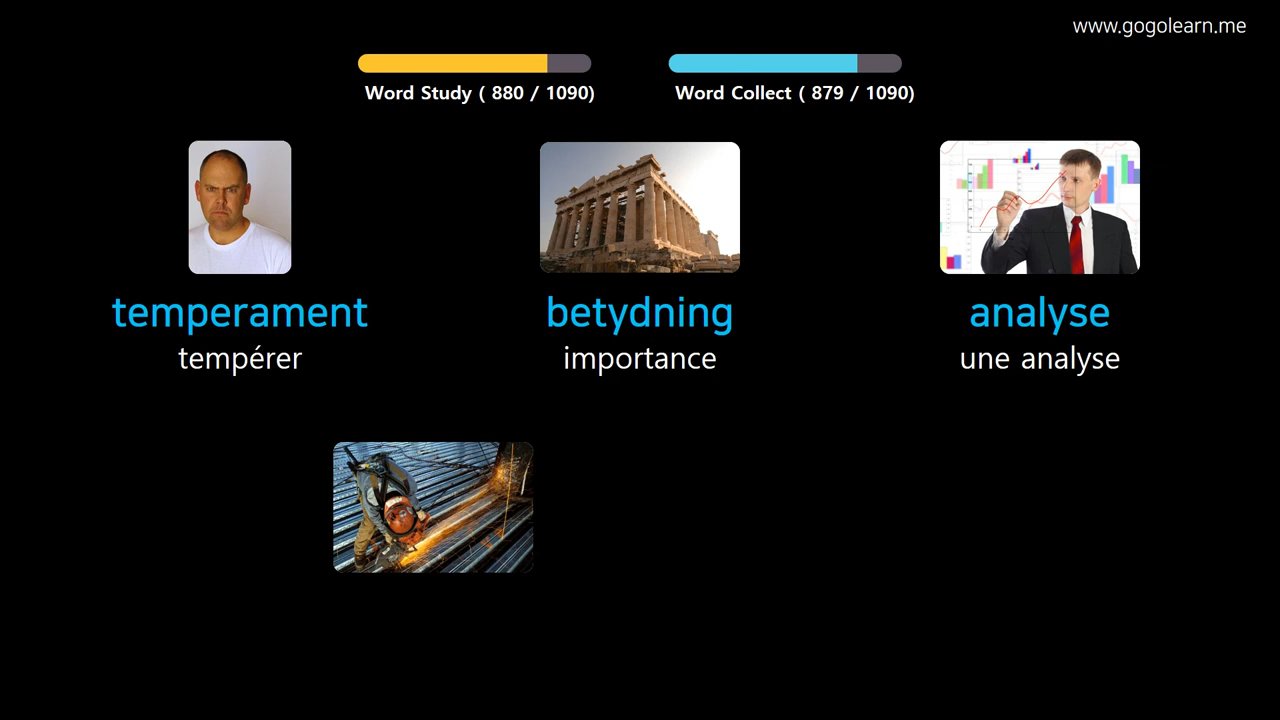 www.gogolearn.me
Word Study ( 880 / 1090)
Word Collect ( 879 / 1090)
temperament
betydning
analyse
tempérer
importance
une analyse